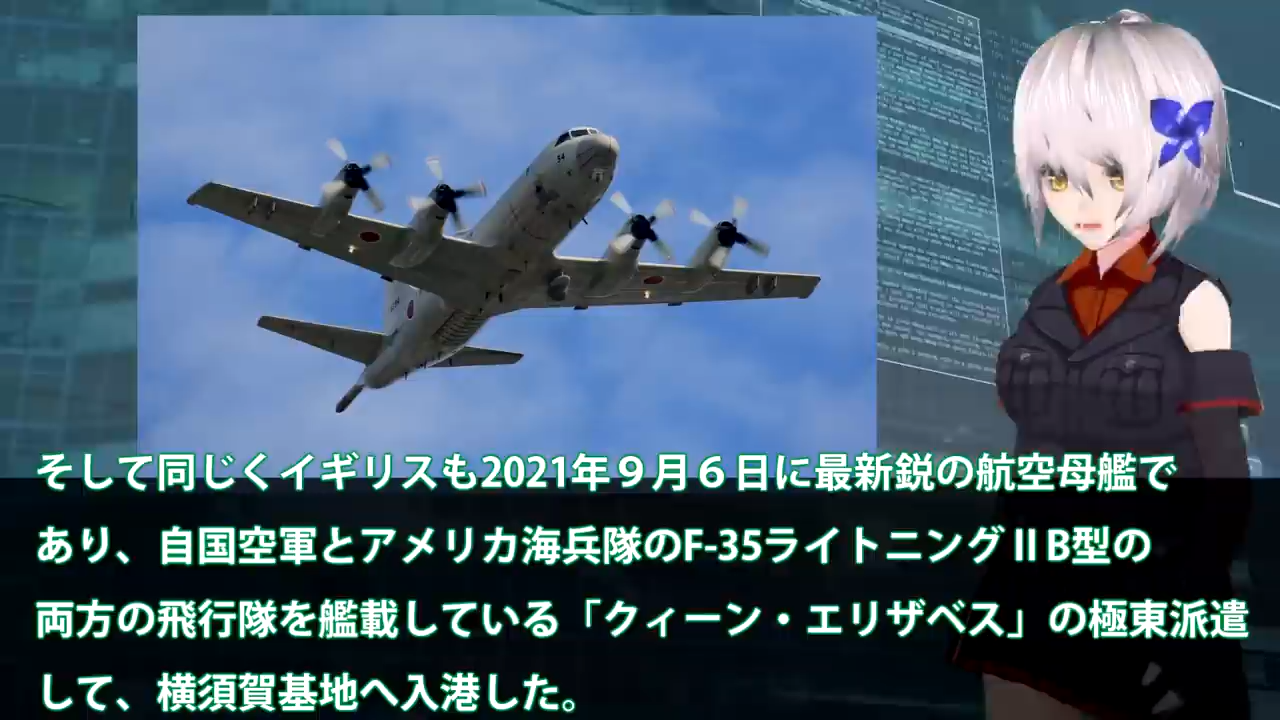 54
そして同じくイギリスも2021年９月６日に最新鋭の航空母艦で
あり、自国空軍とアメリカ海兵隊のF-35ライトニングⅡB型の
両方の飛行隊を艦載している「クィーン・エリザベス」の極東派遣
して、横須賀基地へ入港した。